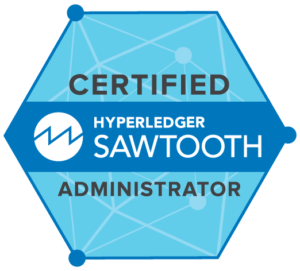 CERTIFIED
HYPERLEDGER
SAWTOOTH
ADMINISTRATOR